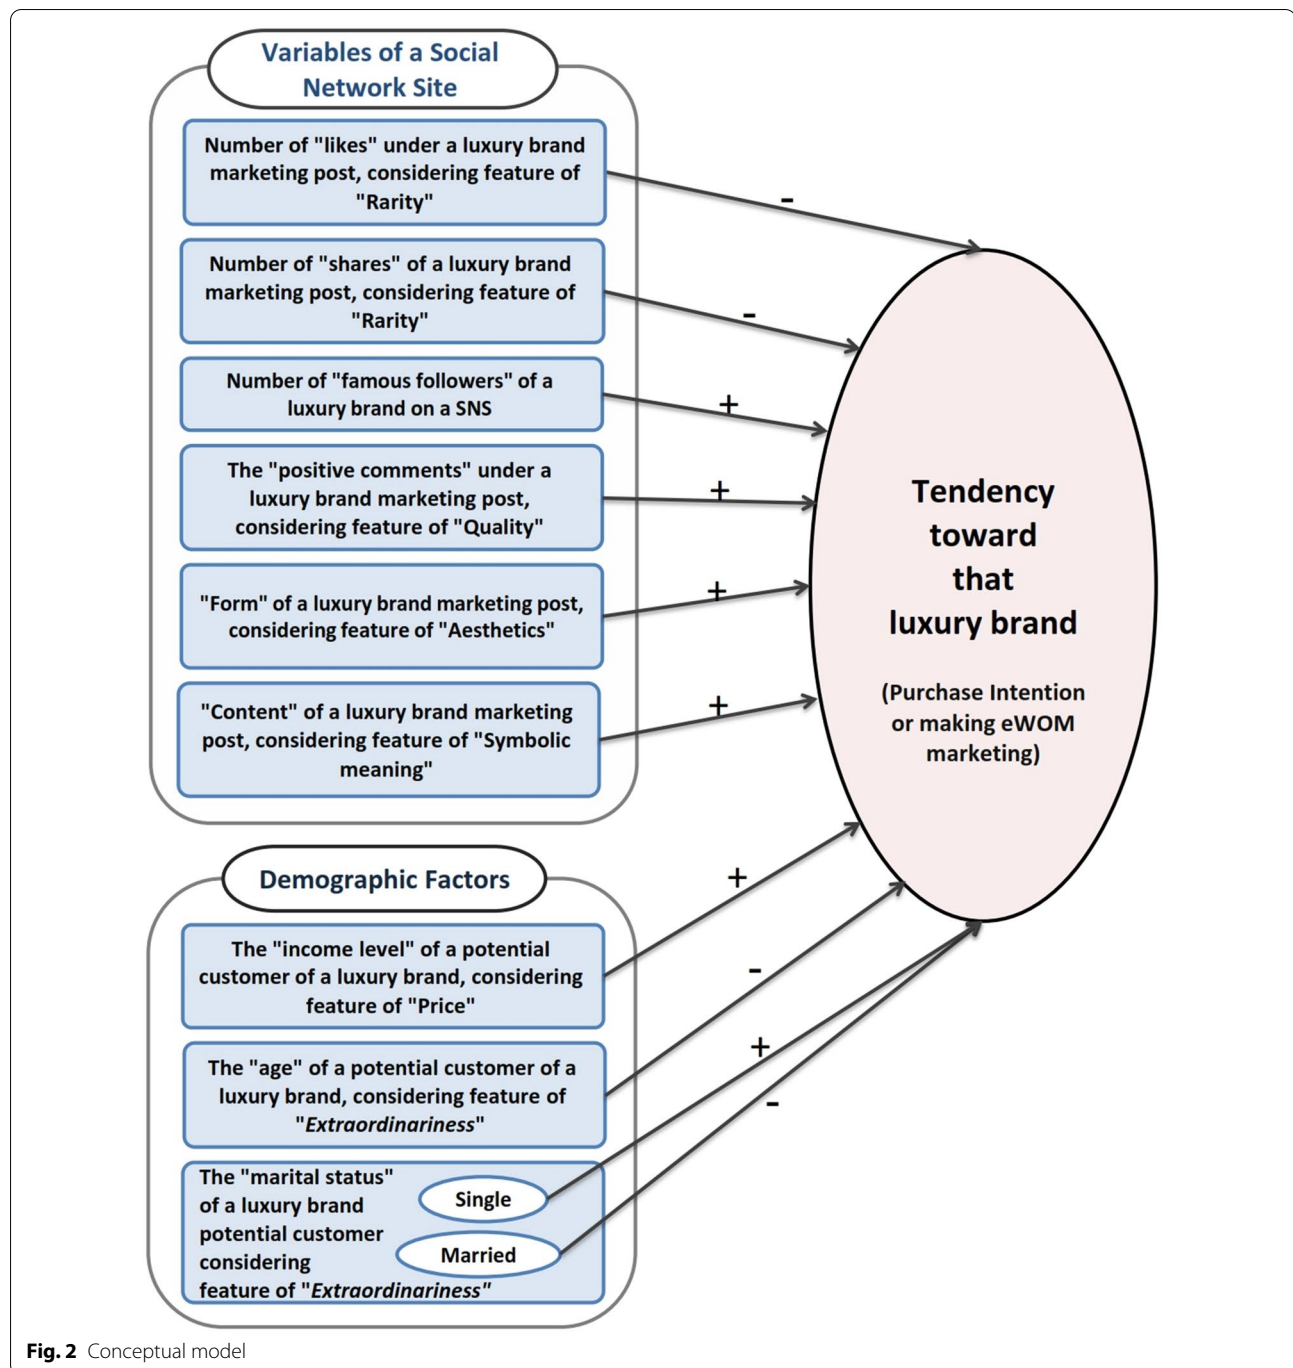 Variables of a Social
Network Site
Number of "likes" under a luxury brand
marketing post, considering feature of
"Rarity"
-
Number of "shares" of a luxury brand
marketing post, considering feature of
"Rarity"
-
Number of "famous followers" of a
luxury brand on a SNS
+
The "positive comments" under a
luxury brand marketing post,
considering feature of "Quality"
+
"Form" of a luxury brand marketing post,
considering feature of "Aesthetics"
+
"Content" of a luxury brand marketing
post, considering feature of "Symbolic
meaning"
+
Tendency
toward
that
luxury brand
(Purchase Intention
or making eWOM
marketing)
Demographic Factors
The "income level" of a potential
customer of a luxury brand, considering
feature of "Price"
+
The "age" of a potential customer of a
luxury brand, considering feature of
"Extraordinariness"
-
The "marital status"
of a luxury brand
potential customer
considering
feature of "Extraordinariness"
Single
+
Married
-
Fig. 2 Conceptual model